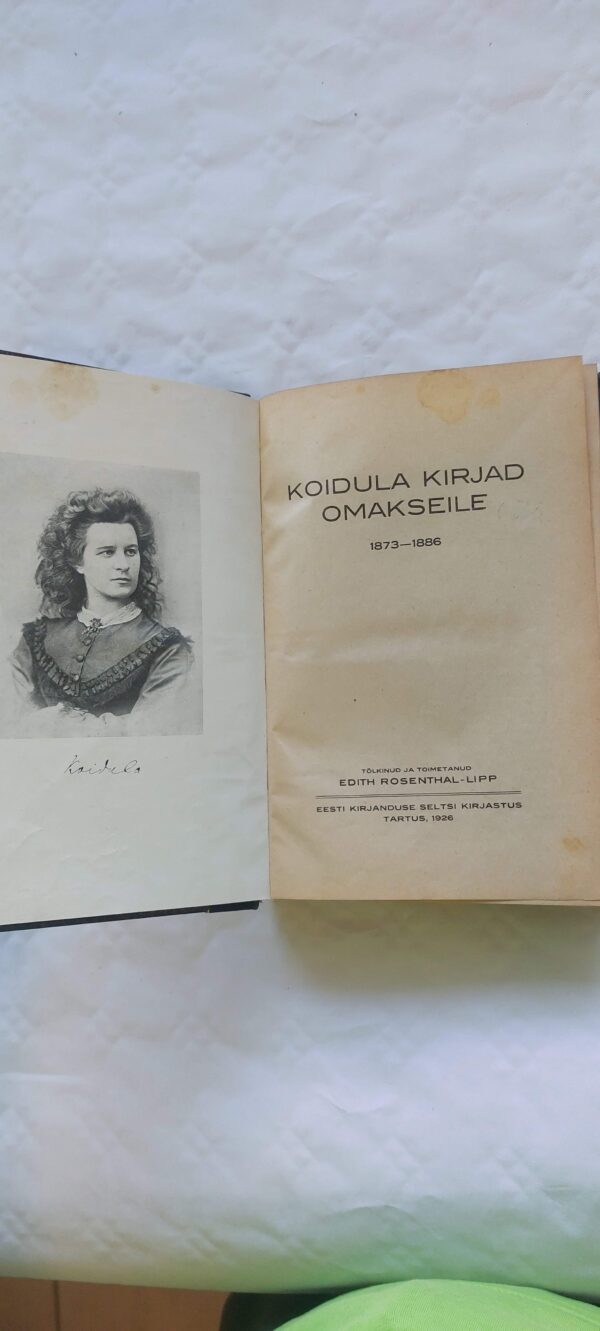 Koidula
KOIDULA KIRJAD
OMAKSEILE
1873—1886
TÕLKINUD JA TOIMETANUD
EDITH ROSENTHAL-LIPP
EESTI KIRJANDUSE SELTSI KIRJASTUS
TARTUS, 1926